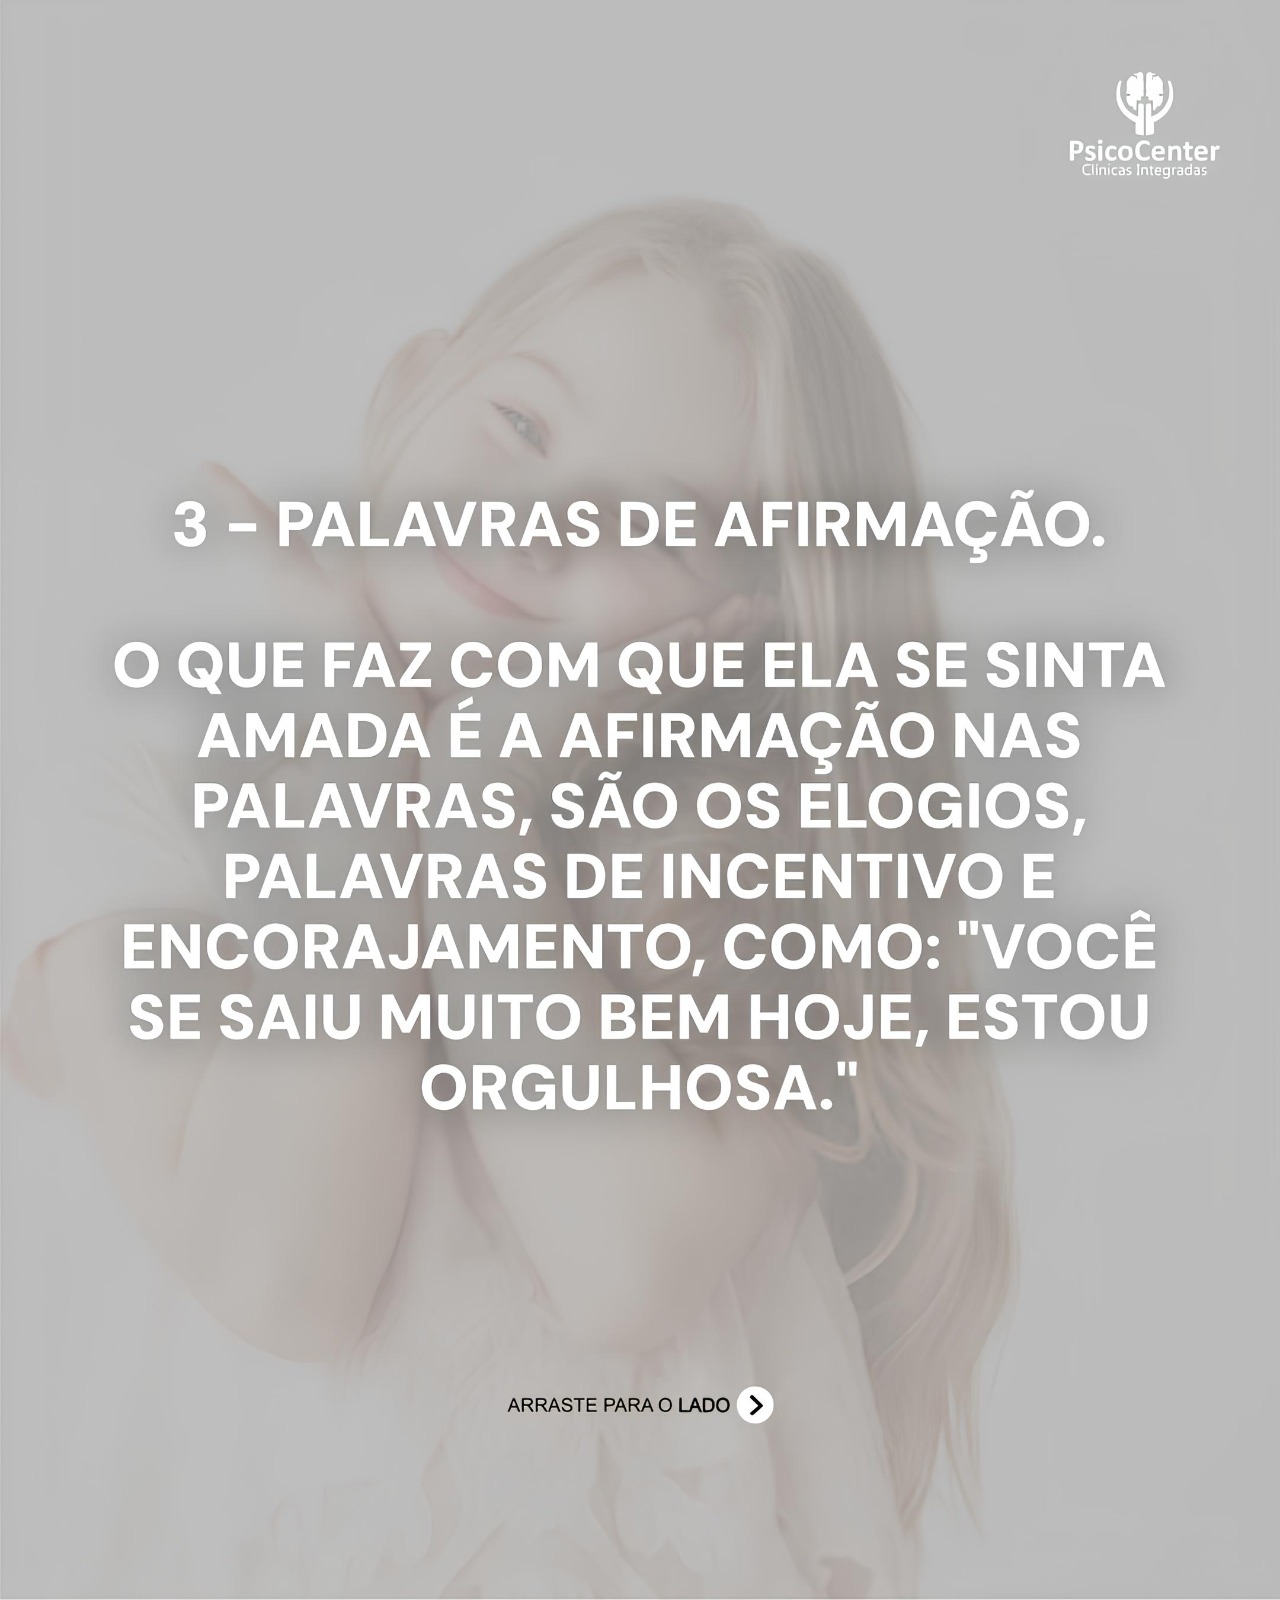 PsicoCenter
Clínicas Integradas
3 - PALAVRAS DE AFIRMAÇÃO.
O QUE FAZ COM QUE ELA SE SINTA
AMADA É A AFIRMAÇÃO NAS
PALAVRAS, SÃO OS ELOGIOS,
PALAVRAS DE INCENTIVO E
ENCORAJAMENTO, COMO: "VOCÊ
SE SAIU MUITO BEM HOJE, ESTOU
ORGULHOSA."
ARRASTE PARA O LADO